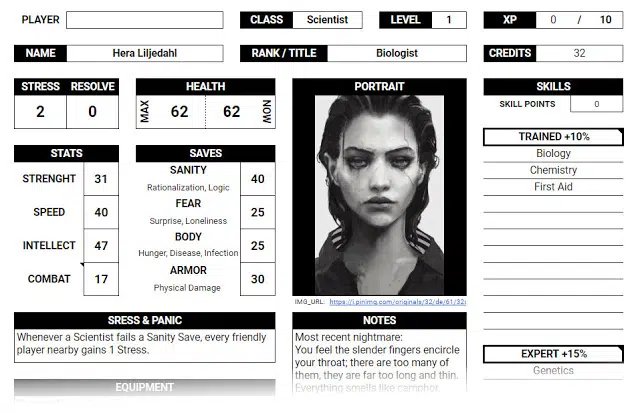 PLAYER
CLASS Scientist
LEVEL 1
XP 0 / 10
NAME Hera Liljedahl
RANK / TITLE Biologist
CREDITS 32
STRESS RESOLVE
2 0
HEALTH
MAX 62 62 NOW
PORTRAIT
SKILLS
SKILL POINTS 0
STATS
STRENGHT 31
SPEED 40
INTELLECT 47
COMBAT 17
SAVES
SANITY 40
Rationalization, Logic
FEAR 25
Surprise, Loneliness
BODY 25
Hunger, Disease, Infection
ARMOR 30
Physical Damage
TRAINED +10%
Biology
Chemistry
First Aid
IMG_URL: https://i.pinimg.com/originals/32/de/61/32
SRESS & PANIC
Whenever a Scientist fails a Sanity Save, every friendly
player nearby gains 1 Stress.
NOTES
Most recent nightmare:
You feel the slender fingers encircle
your throat; there are too many of
them, they are far too long and thin.
Everything smells like camphor.
EXPERT +15%
Genetics
EQUIPMENT